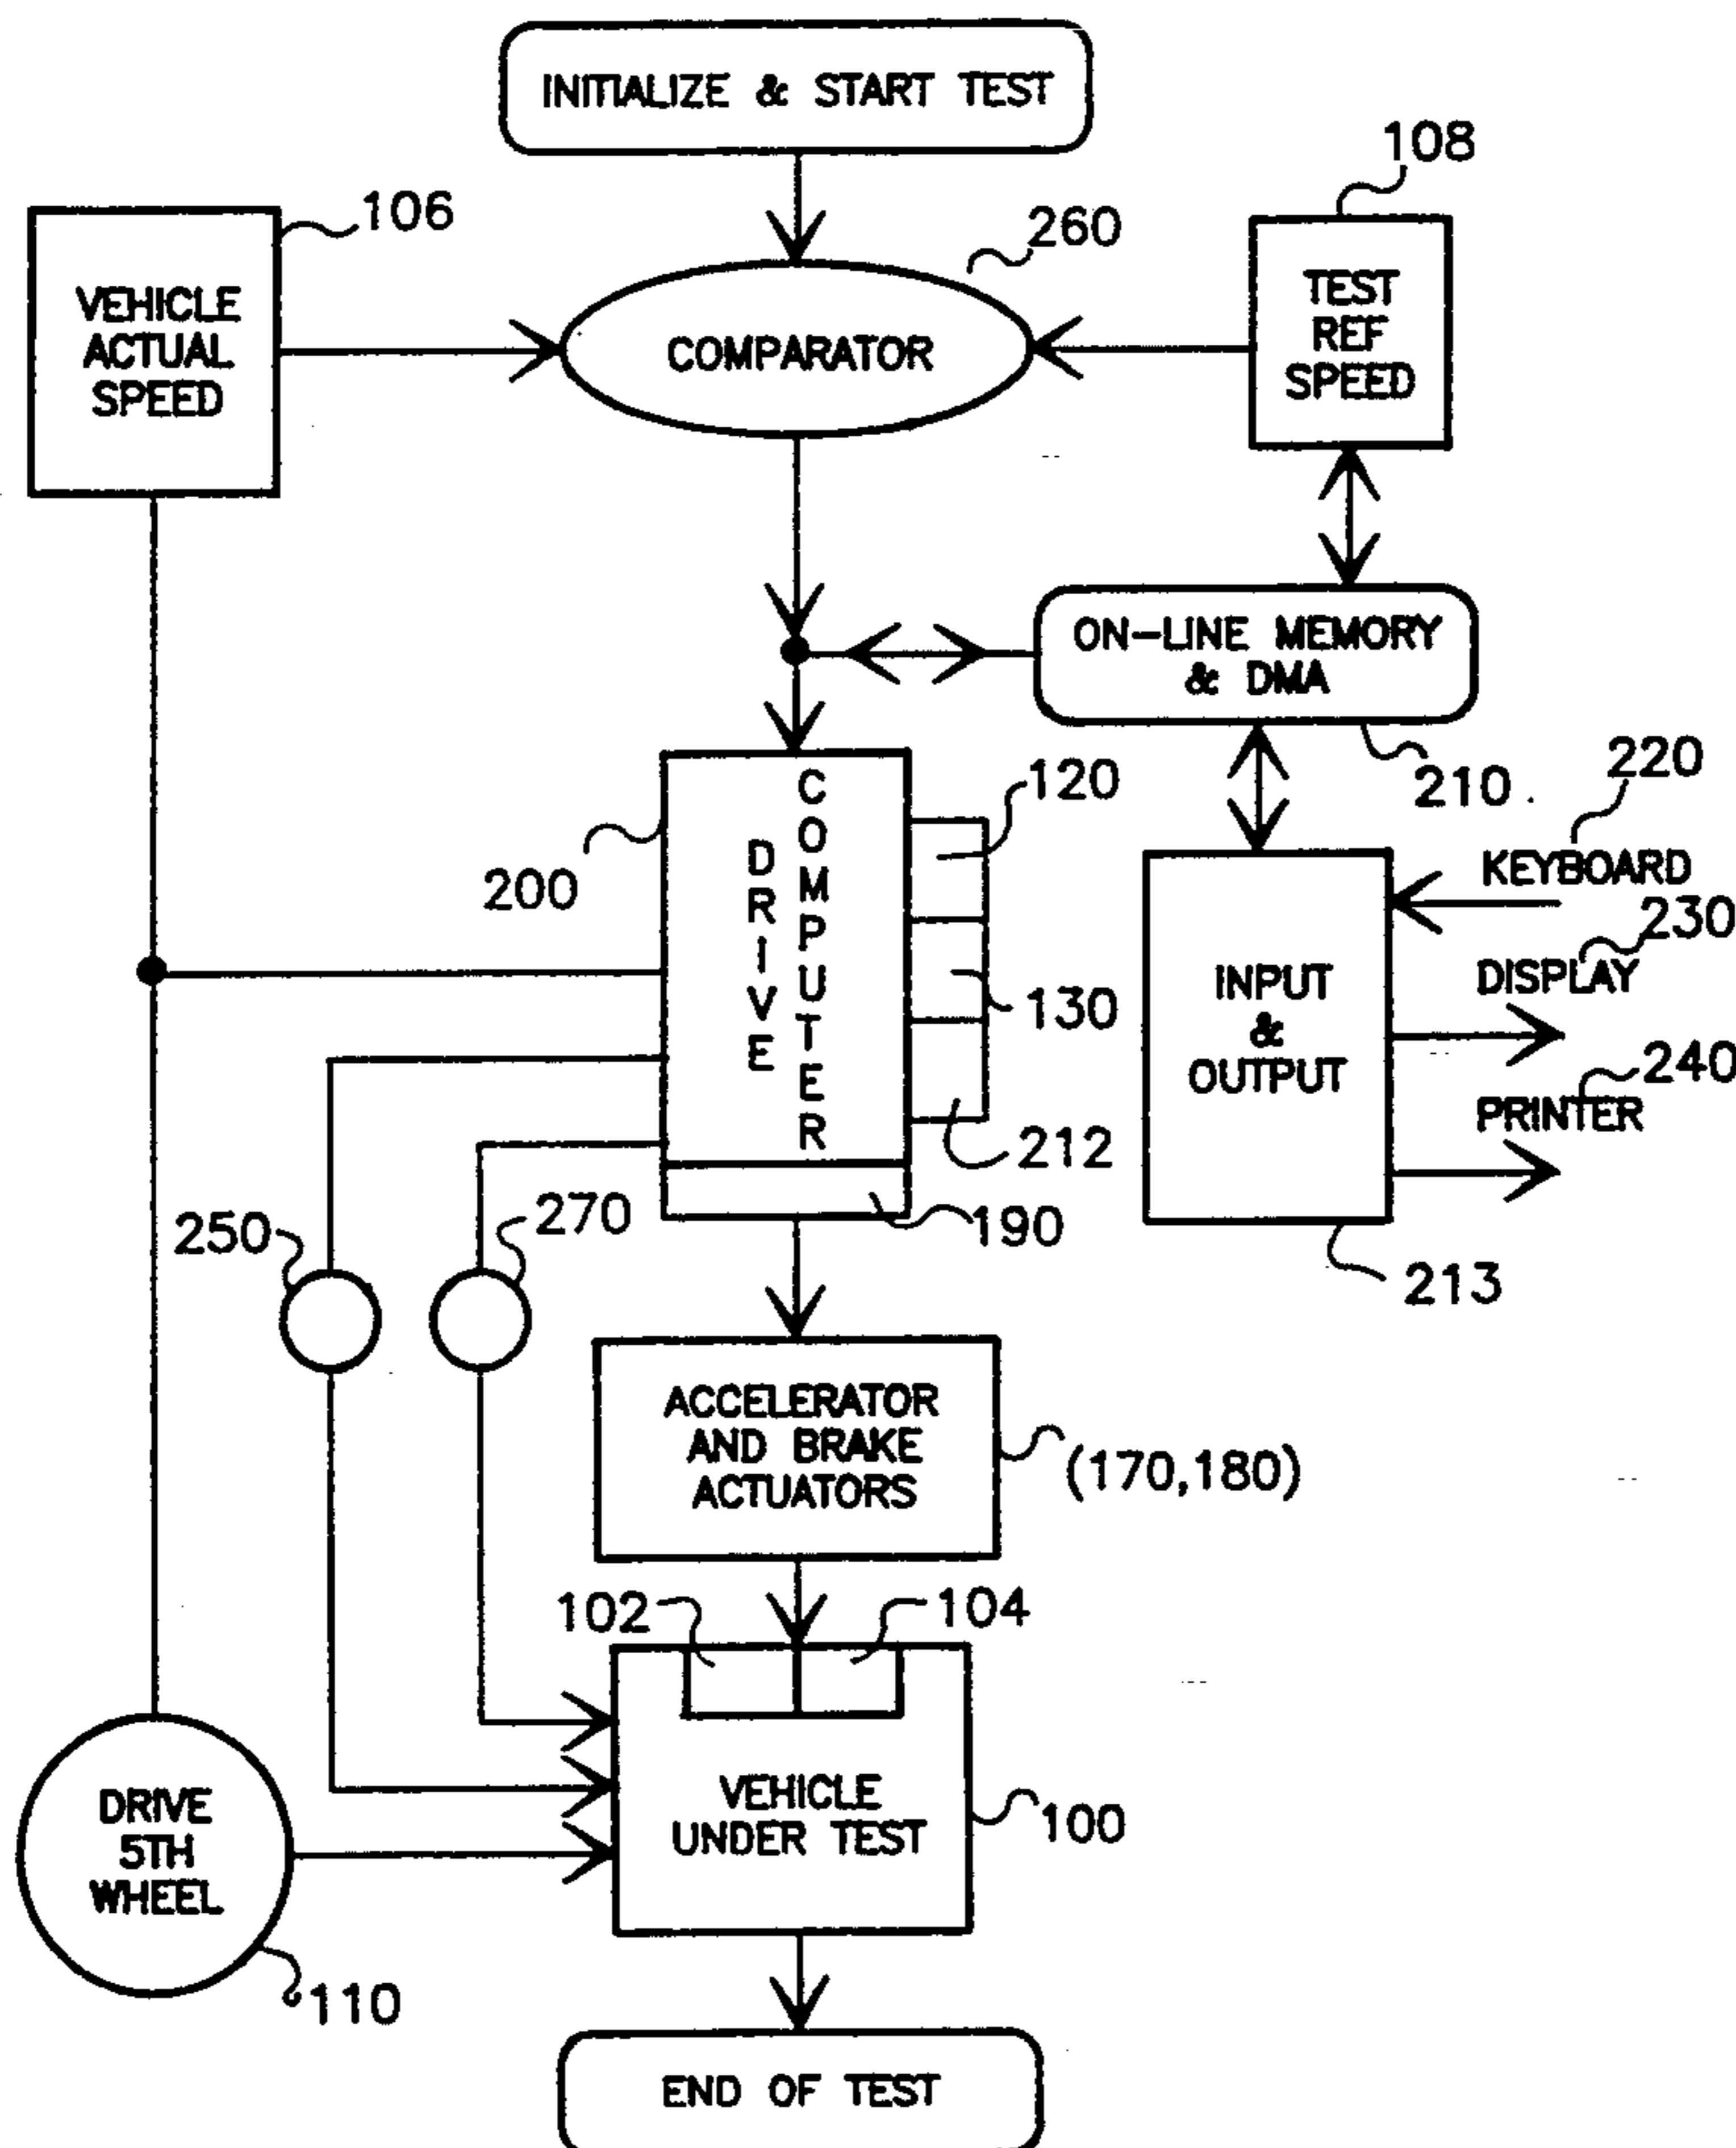 INITIALIZE & START TEST
108
106
260
VEHICLE
ACTUAL
SPEED
COMPARATOR
TEST
REF
SPEED
ON-LINE MEMORY
& DMA
220
210
120
200
DRIVE
COMPUTER
KEYBOARD
230
DISPLAY
130
INPUT
&
OUTPUT
240
PRINTER
212
250
270
190
213
ACCELERATOR
AND BRAKE
ACTUATORS
(170,180)
102
104
VEHICLE
UNDER TEST
100
DRIVE
5TH
WHEEL
110
END OF TEST